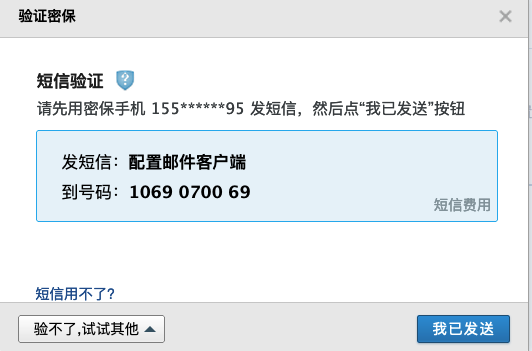 验证密保
短信验证
请先用密保手机 155******95 发短信，然后点“我已发送”按钮
发短信：配置邮件客户端
到号码：1069 0700 69
短信费用
短信用不了？
验不了,试试其他
我已发送